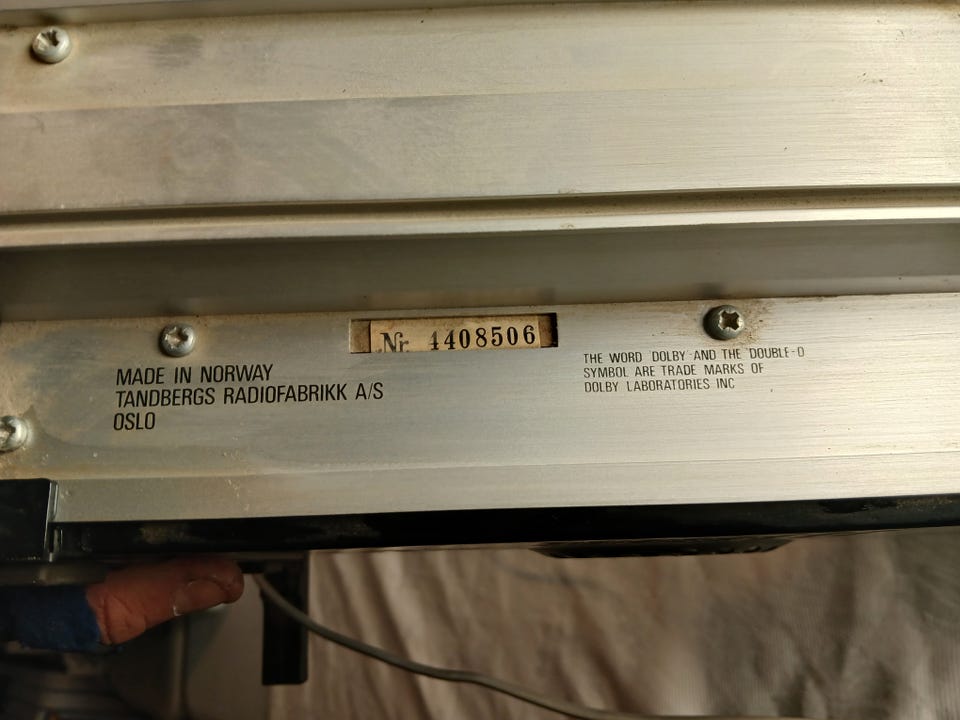 Nr. 4408506
MADE IN NORWAY
TANDBERGS RADIOFABRIKK A/S
OSLO
THE WORD 'DOLBY' AND THE 'DOUBLE-D'
SYMBOL ARE TRADE MARKS OF
DOLBY LABORATORIES INC